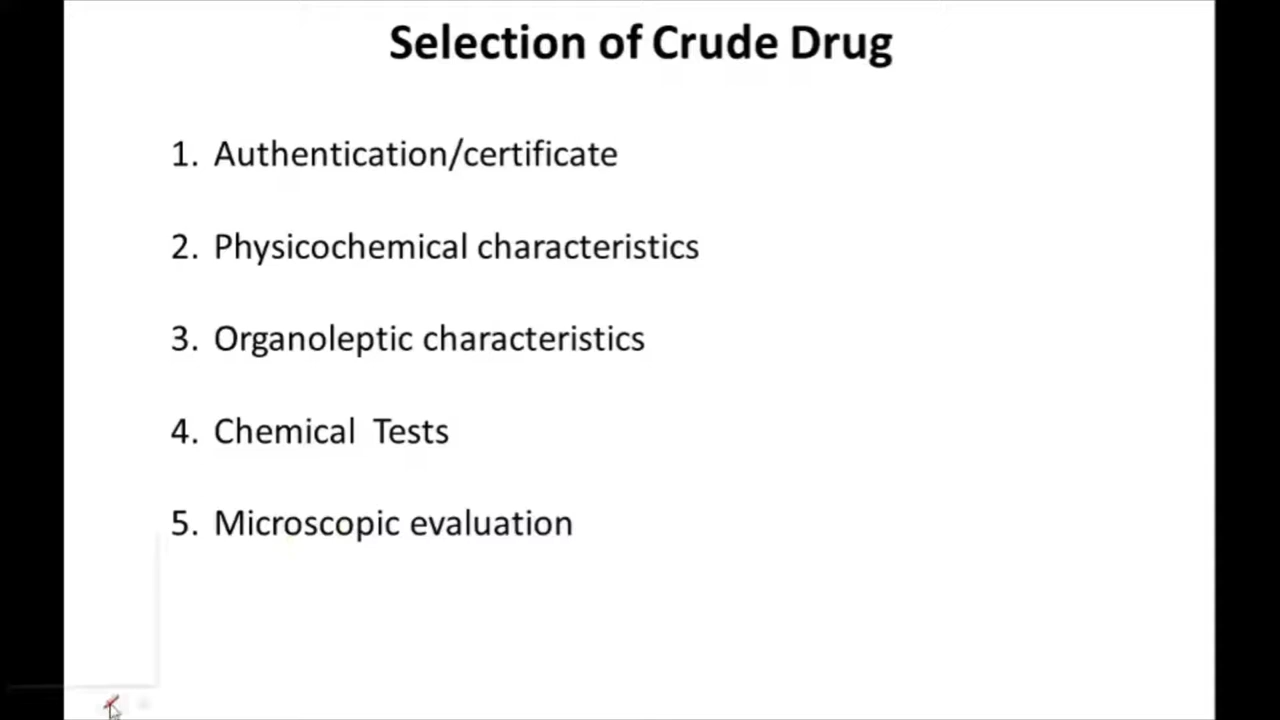 Selection of Crude Drug
1. Authentication/certificate
2. Physicochemical characteristics
3. Organoleptic characteristics
4. Chemical  Tests
5. Microscopic evaluation